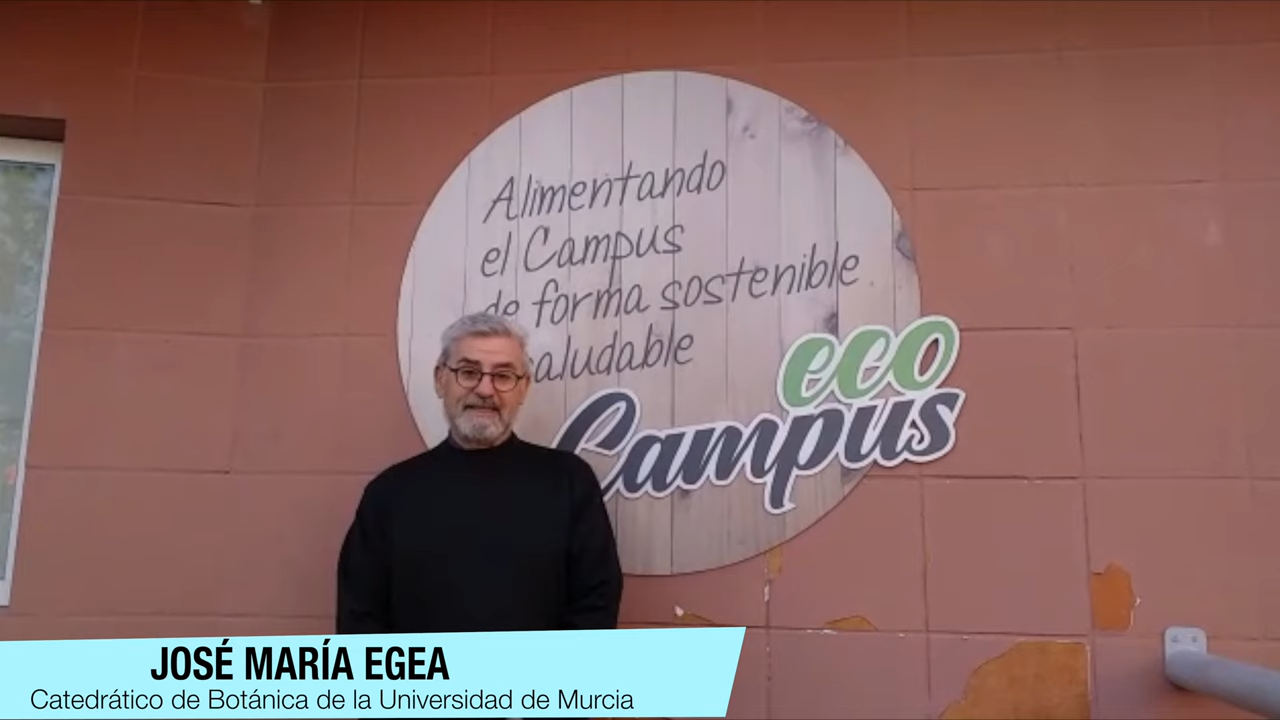 Alimentando
el Campus
de forma sostenible
saludable
eco
Campus
JOSÉ MARÍA EGEA
Catedrático de Botánica de la Universidad de Murcia